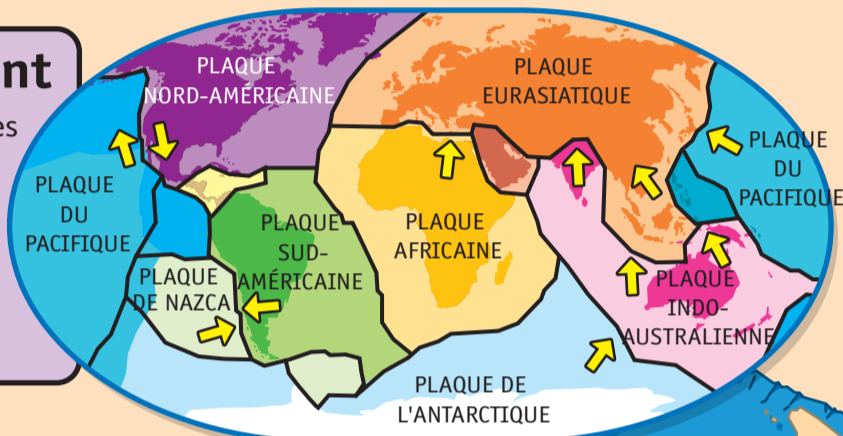 nt
es
PLAQUE
NORD-AMÉRICAINE
PLAQUE
EURASIATIQUE
PLAQUE
DU
PACIFIQUE
PLAQUE
DU
PACIFIQUE
PLAQUE
SUD-
AMÉRICAINE
PLAQUE
AFRICAINE
PLAQUE
DE NAZCA
PLAQUE
INDO-
AUSTRALIENNE
PLAQUE DE
L'ANTARCTIQUE